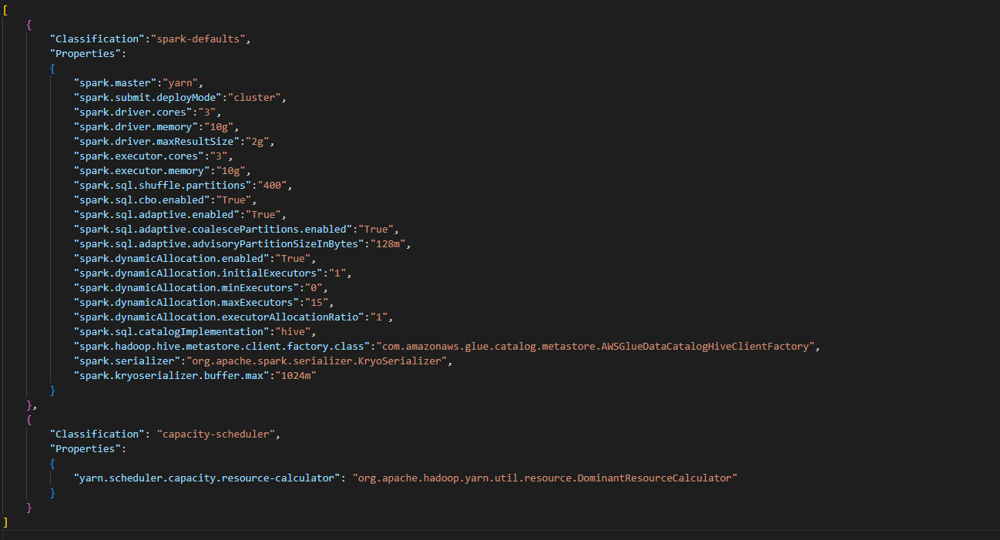 [
    {
        "Classification":"spark-defaults",
        "Properties":
        {
            "spark.master":"yarn",
            "spark.submit.deployMode":"cluster",
            "spark.driver.cores":"3",
            "spark.driver.memory":"10g",
            "spark.driver.maxResultSize":"2g",
            "spark.executor.cores":"3",
            "spark.executor.memory":"10g",
            "spark.sql.shuffle.partitions":"400",
            "spark.sql.cbo.enabled":"True",
            "spark.sql.adaptive.enabled":"True",
            "spark.sql.adaptive.coalescePartitions.enabled":"True",
            "spark.sql.adaptive.advisoryPartitionSizeInBytes":"128m",
            "spark.dynamicAllocation.enabled":"True",
            "spark.dynamicAllocation.initialExecutors":"1",
            "spark.dynamicAllocation.minExecutors":"0",
            "spark.dynamicAllocation.maxExecutors":"15",
            "spark.dynamicAllocation.executorAllocationRatio":"1",
            "spark.sql.catalogImplementation":"hive",
            "spark.hadoop.hive.metastore.client.factory.class":"com.amazonaws.glue.catalog.metastore.AWSGlueDataCatalogHiveClientFactory",
            "spark.serializer":"org.apache.spark.serializer.KryoSerializer",
            "spark.kryoserializer.buffer.max":"1024m"
        }
    },
    {
        "Classification": "capacity-scheduler",
        "Properties":
        {
            "yarn.scheduler.capacity.resource-calculator": "org.apache.hadoop.yarn.util.resource.DominantResourceCalculator"
        }
    }
]